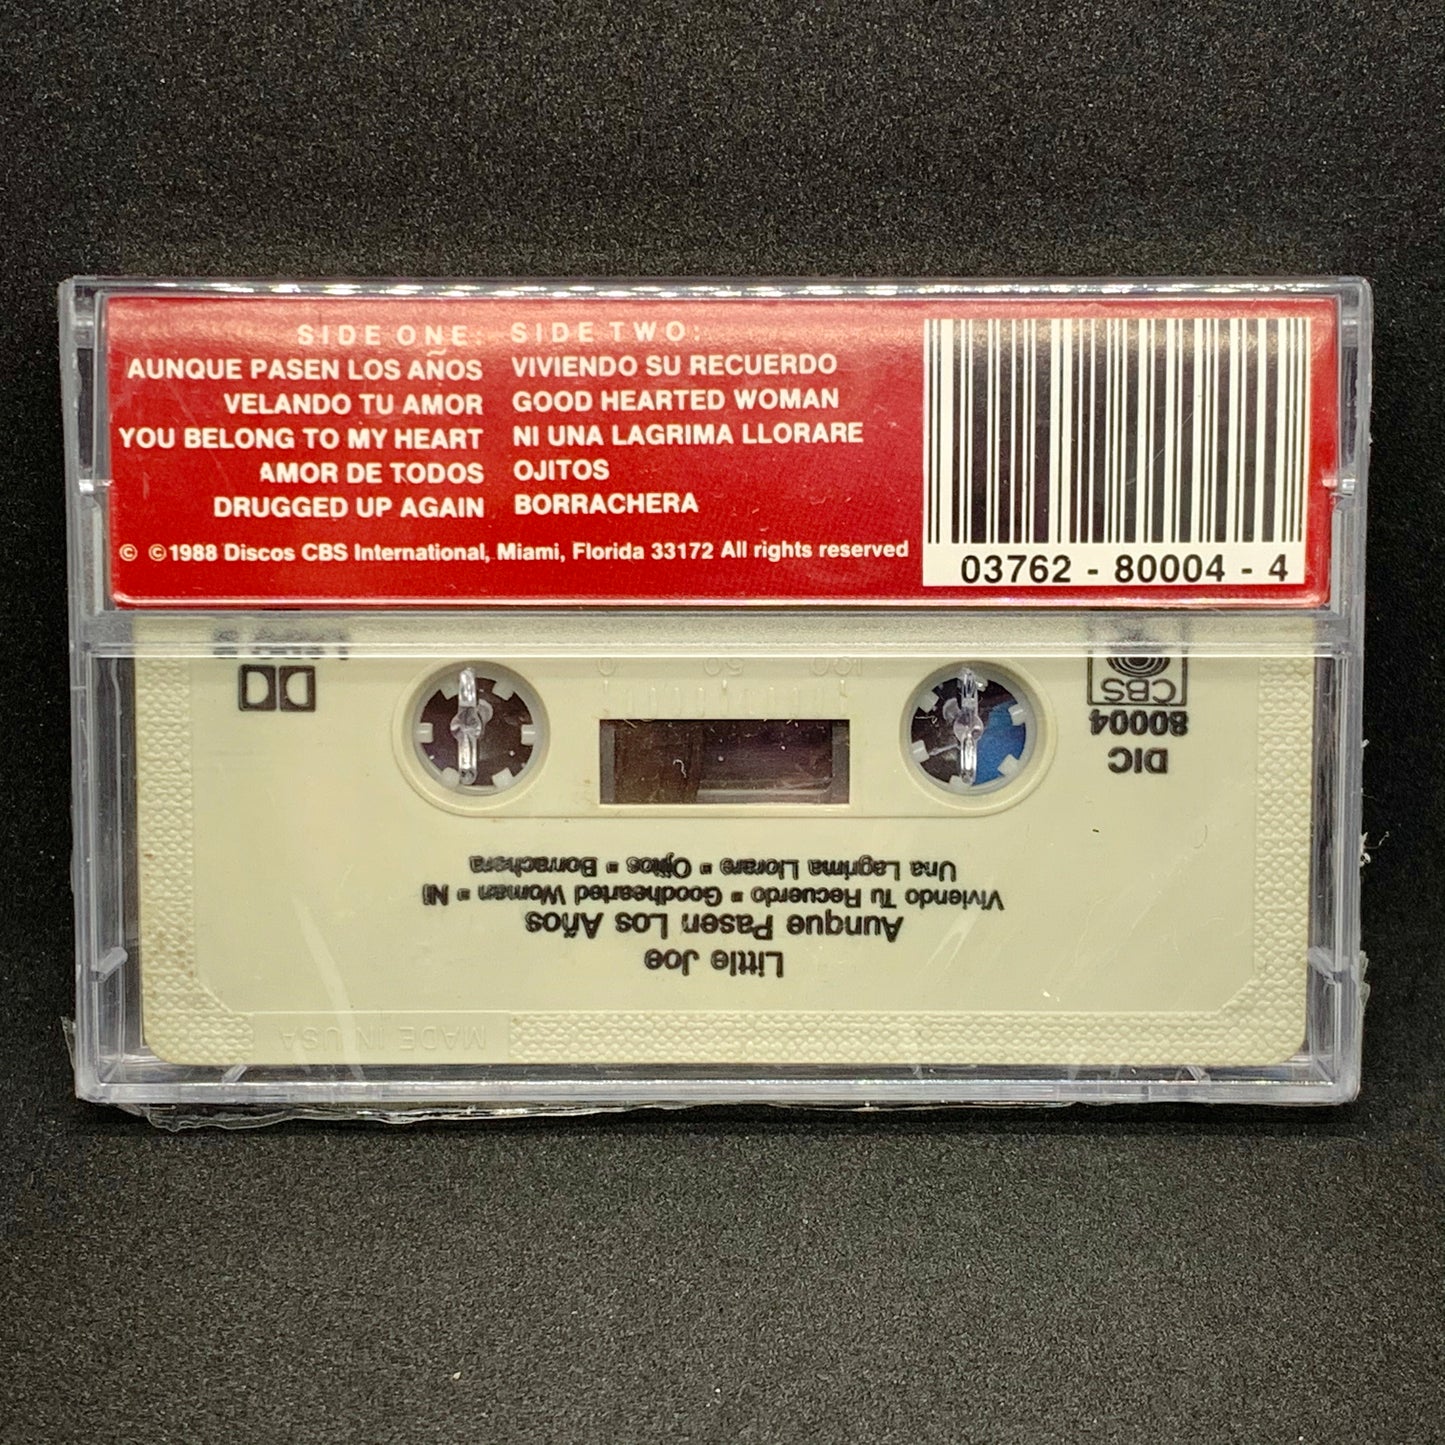 SIDE ONE:
AUNQUE PASEN LOS AÑOS
VELANDO TU AMOR
YOU BELONG TO MY HEART
AMOR DE TODOS
DRUGGED UP AGAIN
SIDE TWO:
VIVIENDO SU RECUERDO
GOOD HEARTED WOMAN
NI UNA LAGRIMA LLORARE
OJITOS
BORRACHERA
© ©1988 Discos CBS International, Miami, Florida 33172 All rights reserved
03762 - 80004 - 4
MADE IN USA
Little Joe
Aunque Pasen Los Años
Viviendo Tu Recuerdo ▪ Goodhearted Woman ▪ Ni
Una Lagrima Llorare ▪ Ojitos ▪ Borrachera
DIC
80004
CBS
0 50 100